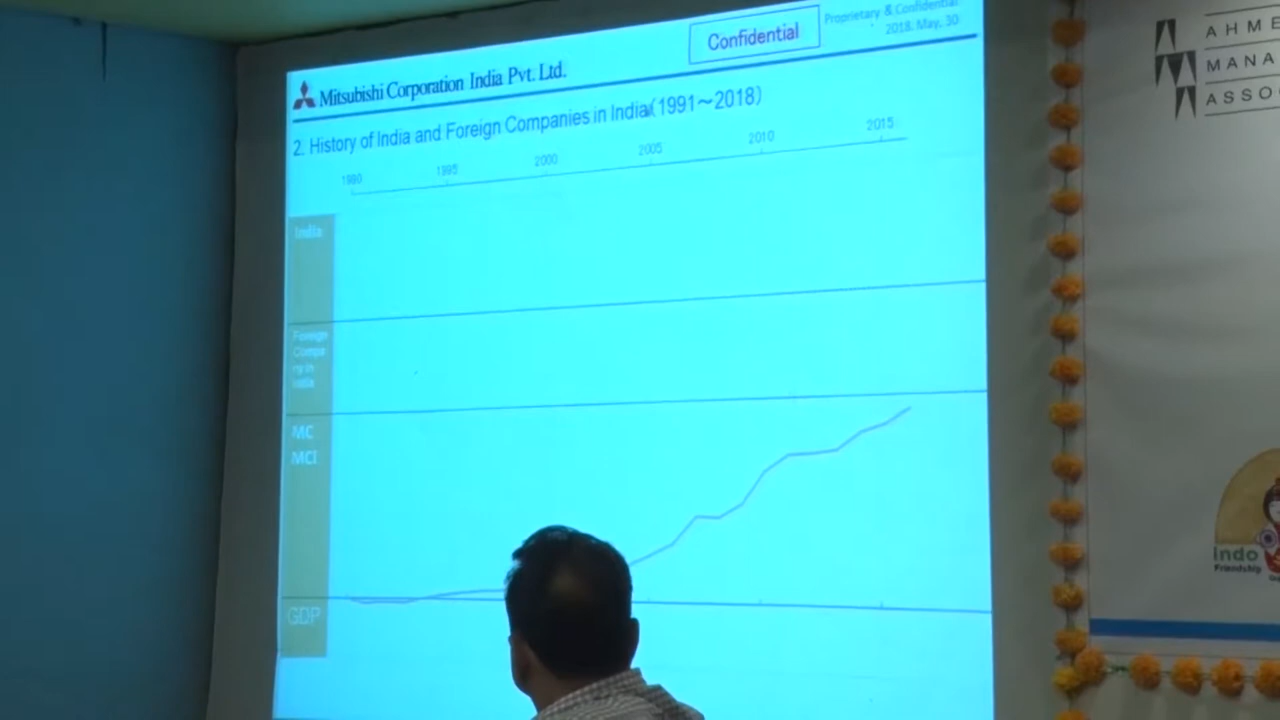 Proprietary & Confidential
Confidential
2018. May, 30
Mitsubishi Corporation India Pvt. Ltd.
2. History of India and Foreign Companies in India(1991～2018)
1990 1995 2000 2005 2010 2015
India
Foreign
Compa
ny in
India
MC
MCI
GDP
AHME
MANA
ASSO
Indo
Friendship